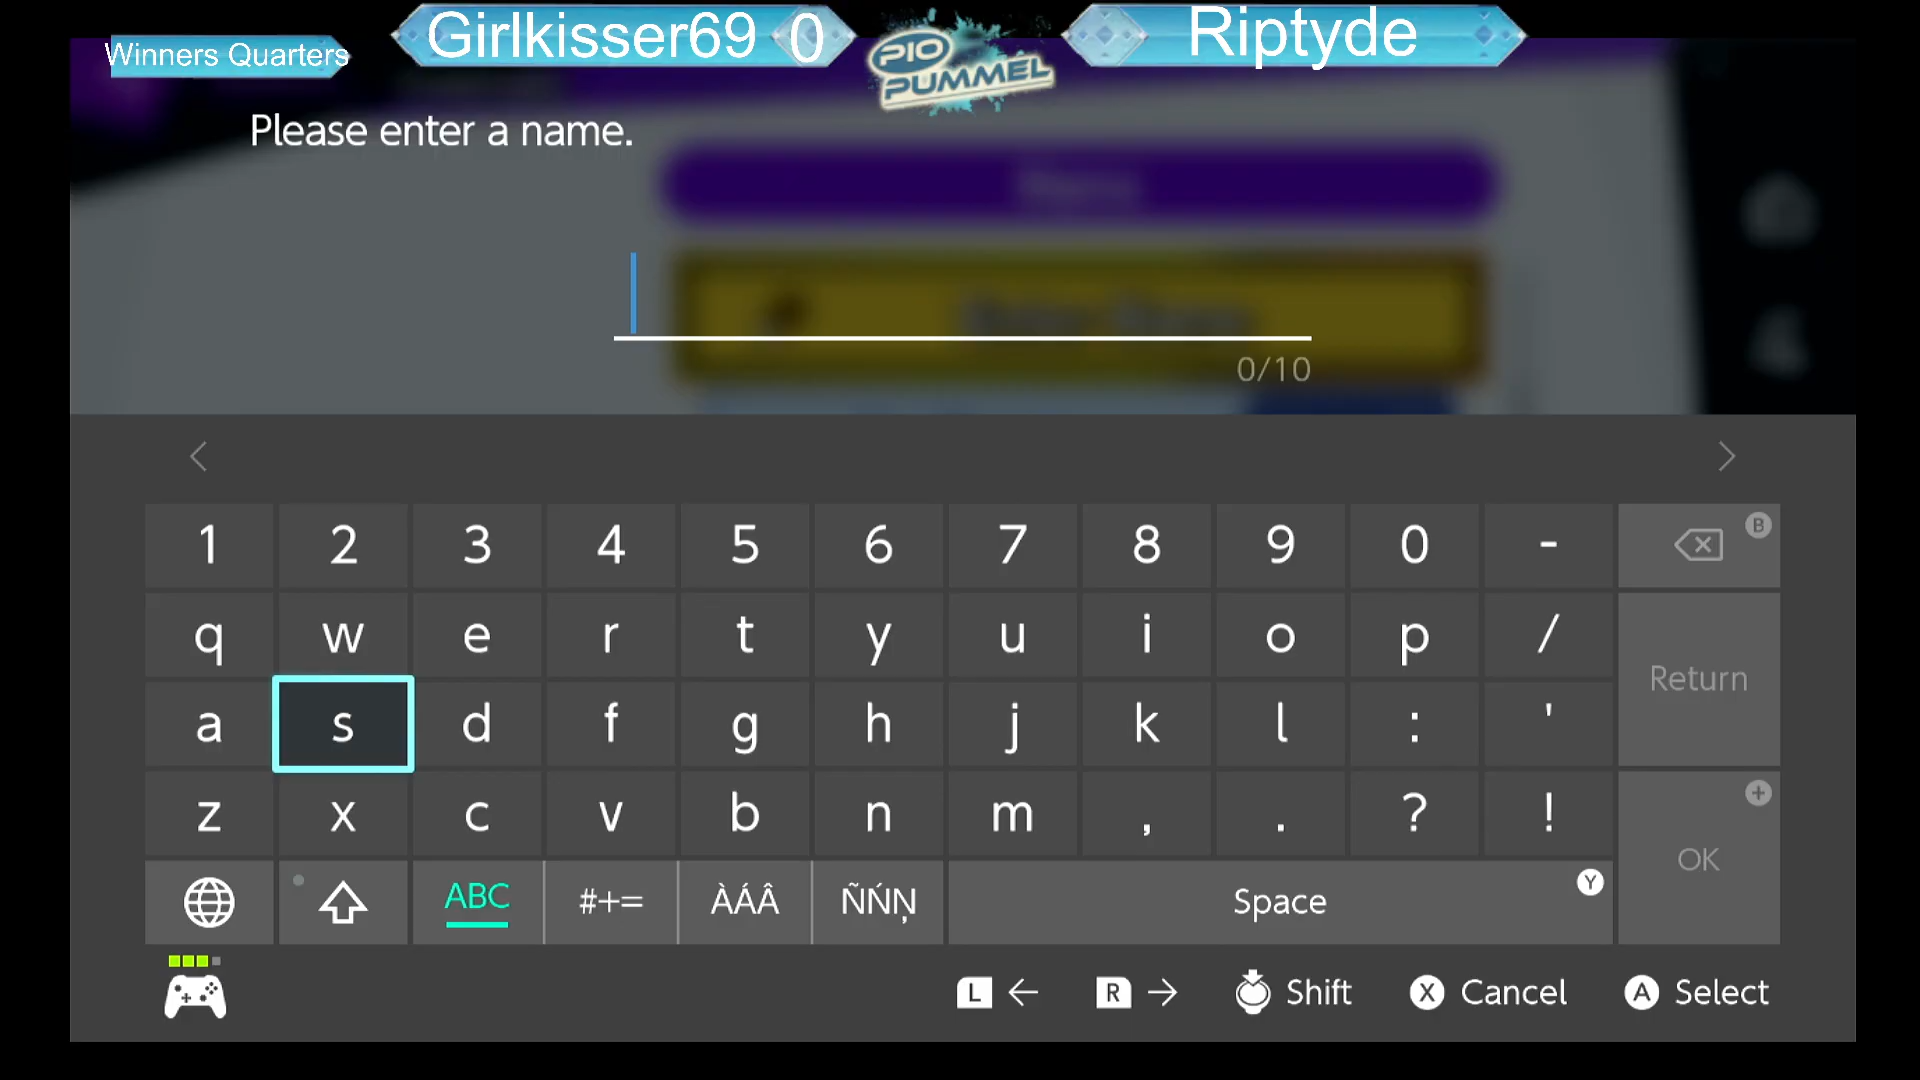 Winners Quarters
Girlkisser69 0
PIO PUMMEL
Riptyde
Please enter a name.
0/10
1 2 3 4 5 6 7 8 9 0 -
q w e r t y u i o p /
Return
a s d f g h j k l : '
z x c v b n m , . ? !
OK
ABC #+= ÀÁÂ ÑŃŅ Space
L R Shift X Cancel A Select
B
+
Y